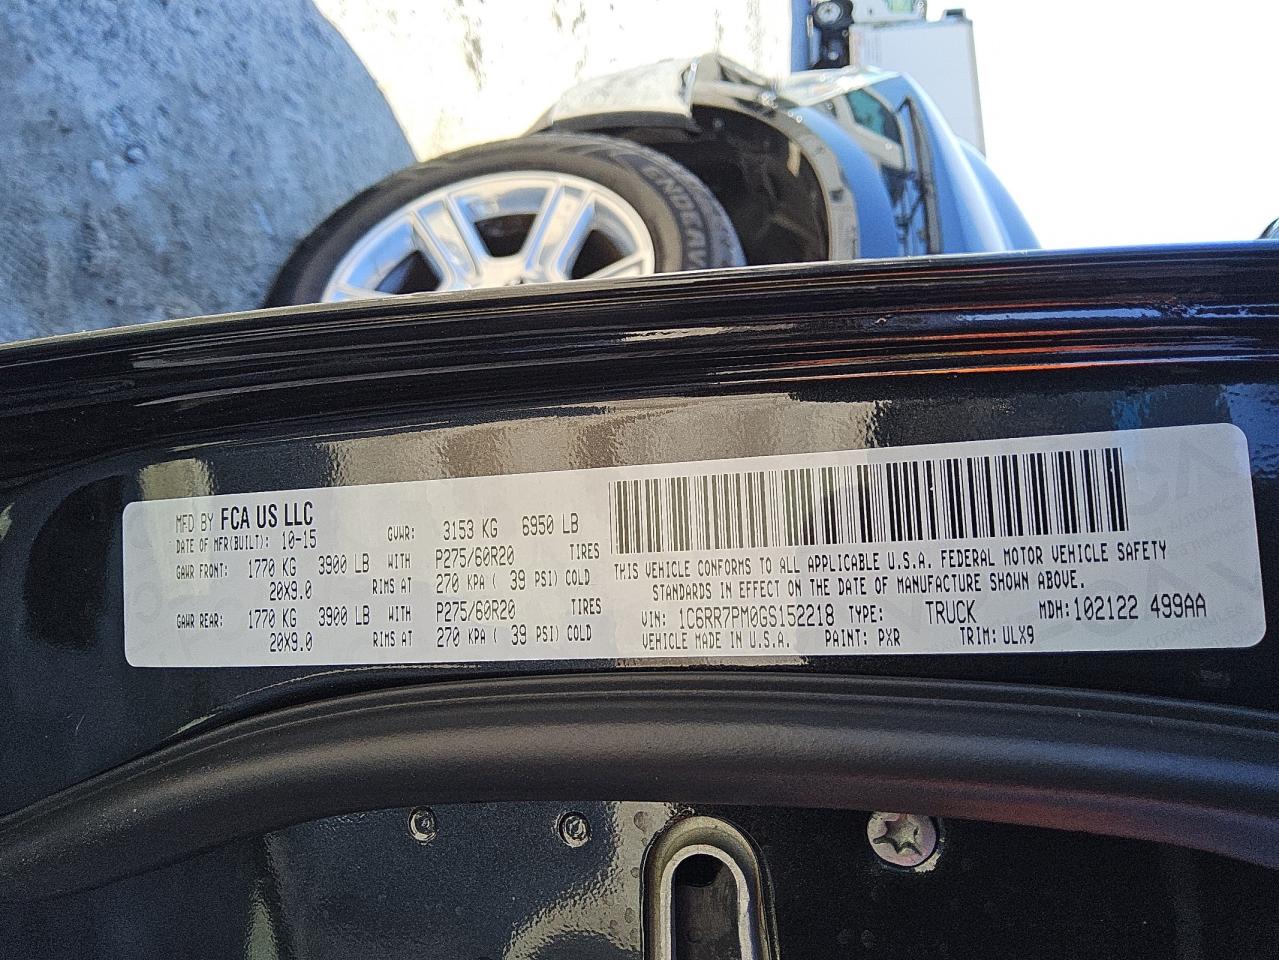 ENDEAV
MFD BY FCA US LLC
DATE OF MFR(BUILT): 10-15 GVWR: 3153 KG 6950 LB
GAWR FRONT: 1770 KG 3900 LB WITH P275/60R20 TIRES
20X9.0 RIMS AT 270 KPA ( 39 PSI) COLD
GAWR REAR: 1770 KG 3900 LB WITH P275/60R20 TIRES
20X9.0 RIMS AT 270 KPA ( 39 PSI) COLD
THIS VEHICLE CONFORMS TO ALL APPLICABLE U.S.A. FEDERAL MOTOR VEHICLE SAFETY
STANDARDS IN EFFECT ON THE DATE OF MANUFACTURE SHOWN ABOVE.
VIN: 1C6RR7PM0GS152218 TYPE: TRUCK MDH: 102122 499AA
VEHICLE MADE IN U.S.A. PAINT: PXR TRIM: ULX9